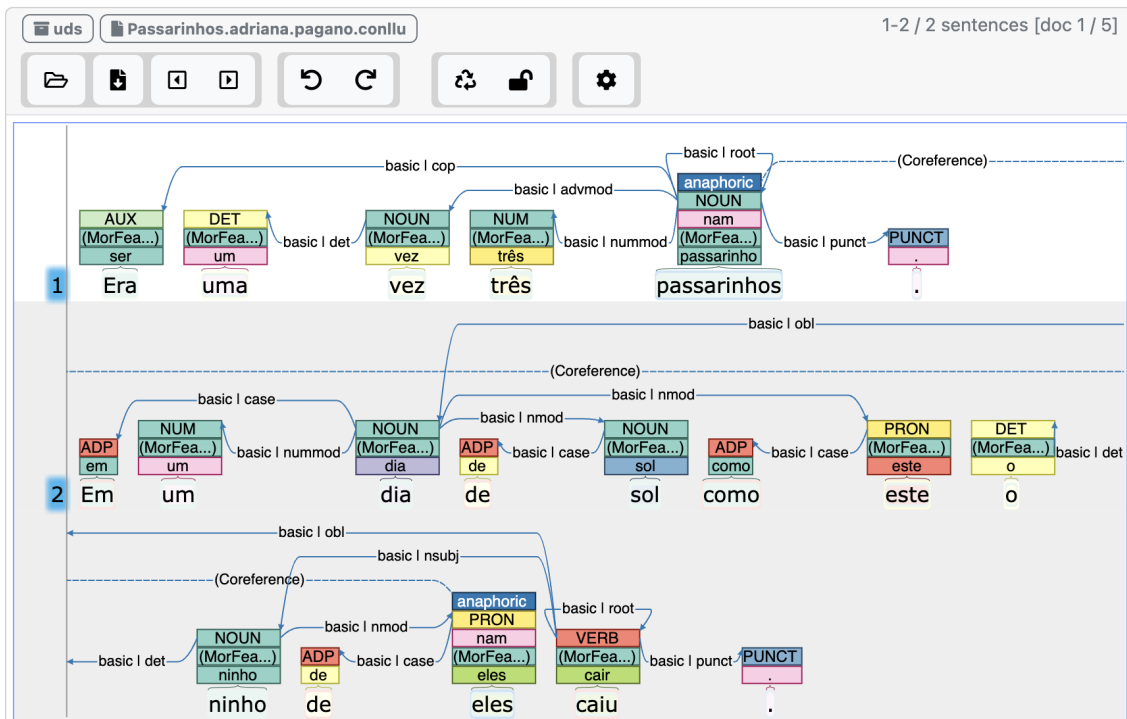 uds Passarinhos.adriana.pagano.conllu 1-2 / 2 sentences [doc 1 / 5]
basic | root
basic | cop (Coreference)
anaphoric
basic | advmod
NOUN
AUX DET NOUN NUM nam
(MorFea...) (MorFea...) basic | det (MorFea...) (MorFea...) basic | nummod (MorFea...) basic | punct PUNCT
ser um vez três passarinho .
1 Era uma vez três passarinhos .
basic | obl
(Coreference)
basic | nmod
basic | case
basic | nmod
NUM NOUN NOUN PRON DET
ADP (MorFea...) basic | nummod (MorFea...) ADP basic | case (MorFea...) ADP basic | case (MorFea...) (MorFea...) basic | det
em um dia de sol como este o
2 Em um dia de sol como este o
basic | obl
basic | nsubj
(Coreference)
anaphoric
basic | root
PRON
basic | nmod
NOUN nam VERB
basic | det (MorFea...) ADP basic | case (MorFea...) (MorFea...) basic | punct PUNCT
ninho de eles cair .
ninho de eles caiu .